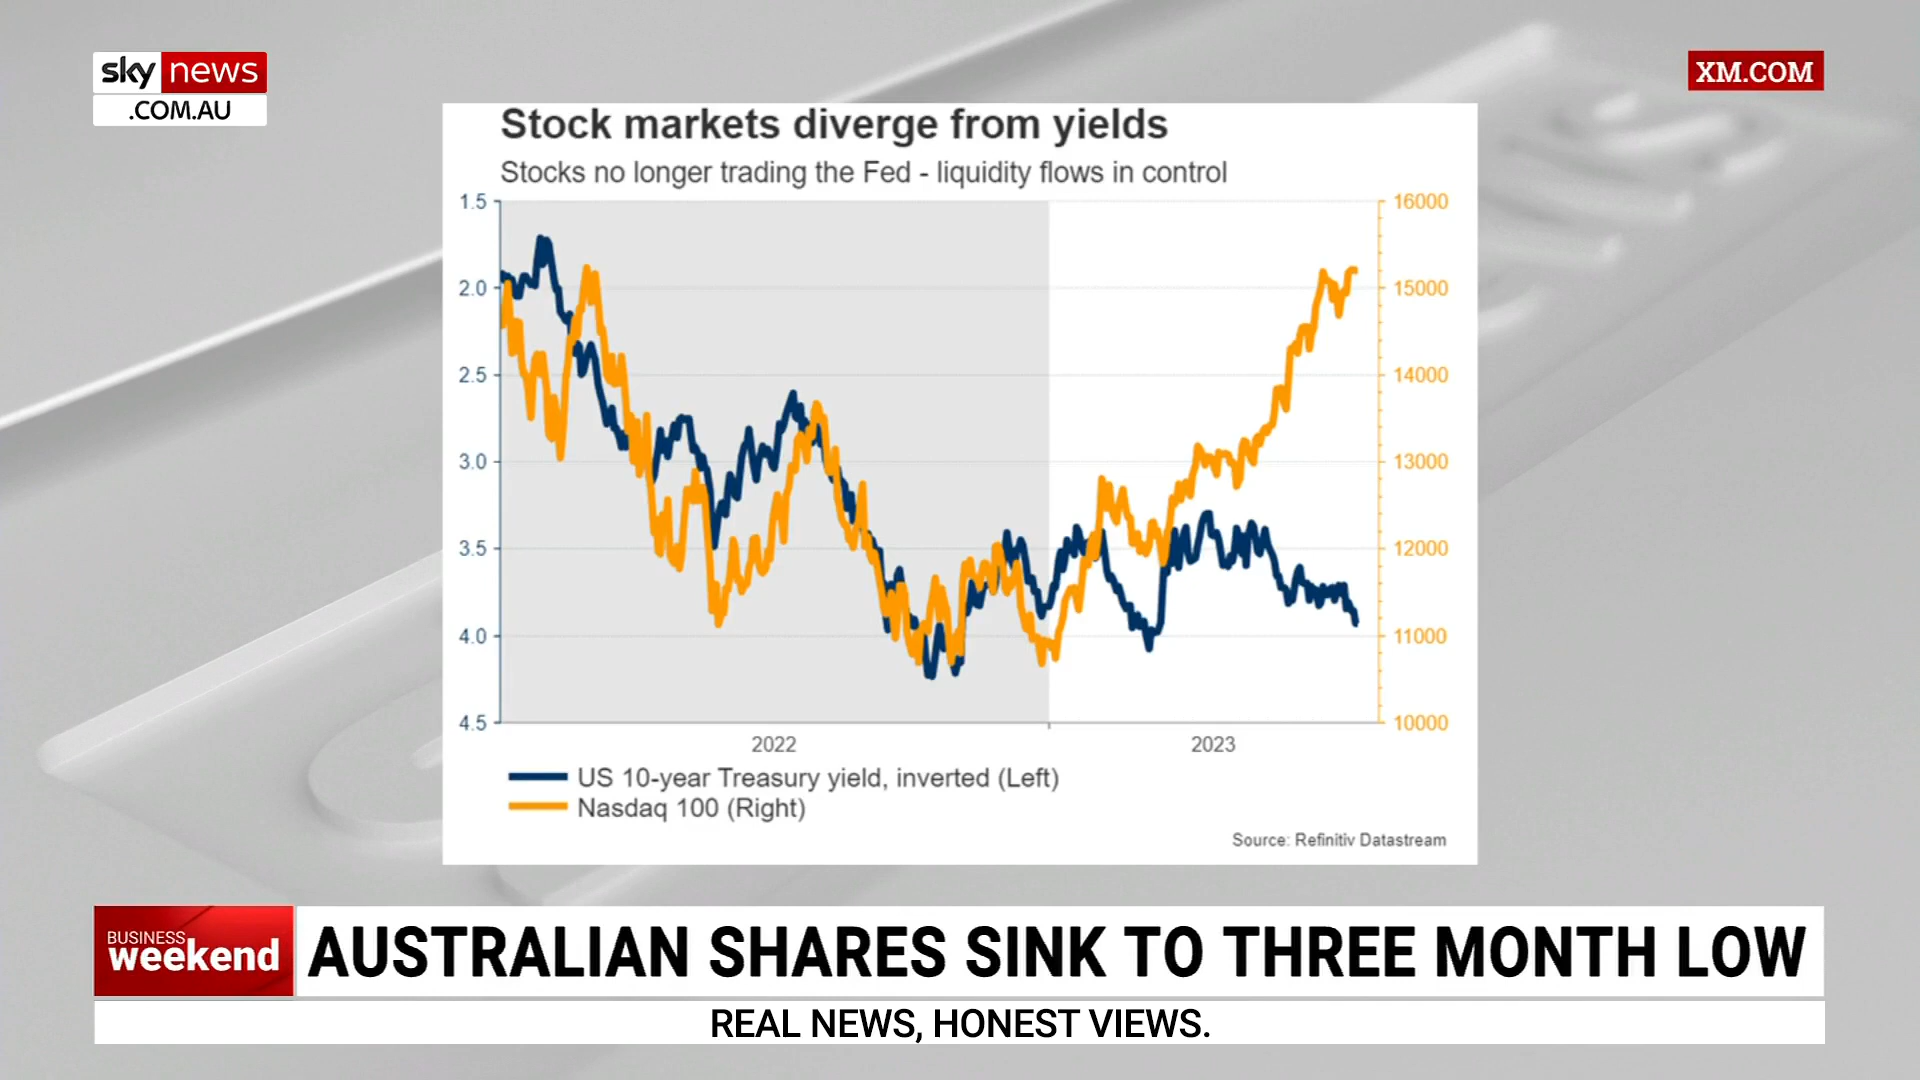 sky news
.COM.AU
XM.COM
Stock markets diverge from yields
Stocks no longer trading the Fed - liquidity flows in control
1.5
2.0
2.5
3.0
3.5
4.0
4.5
16000
15000
14000
13000
12000
11000
10000
2022
2023
US 10-year Treasury yield, inverted (Left)
Nasdaq 100 (Right)
Source: Refinitiv Datastream
BUSINESS
weekend
AUSTRALIAN SHARES SINK TO THREE MONTH LOW
REAL NEWS, HONEST VIEWS.